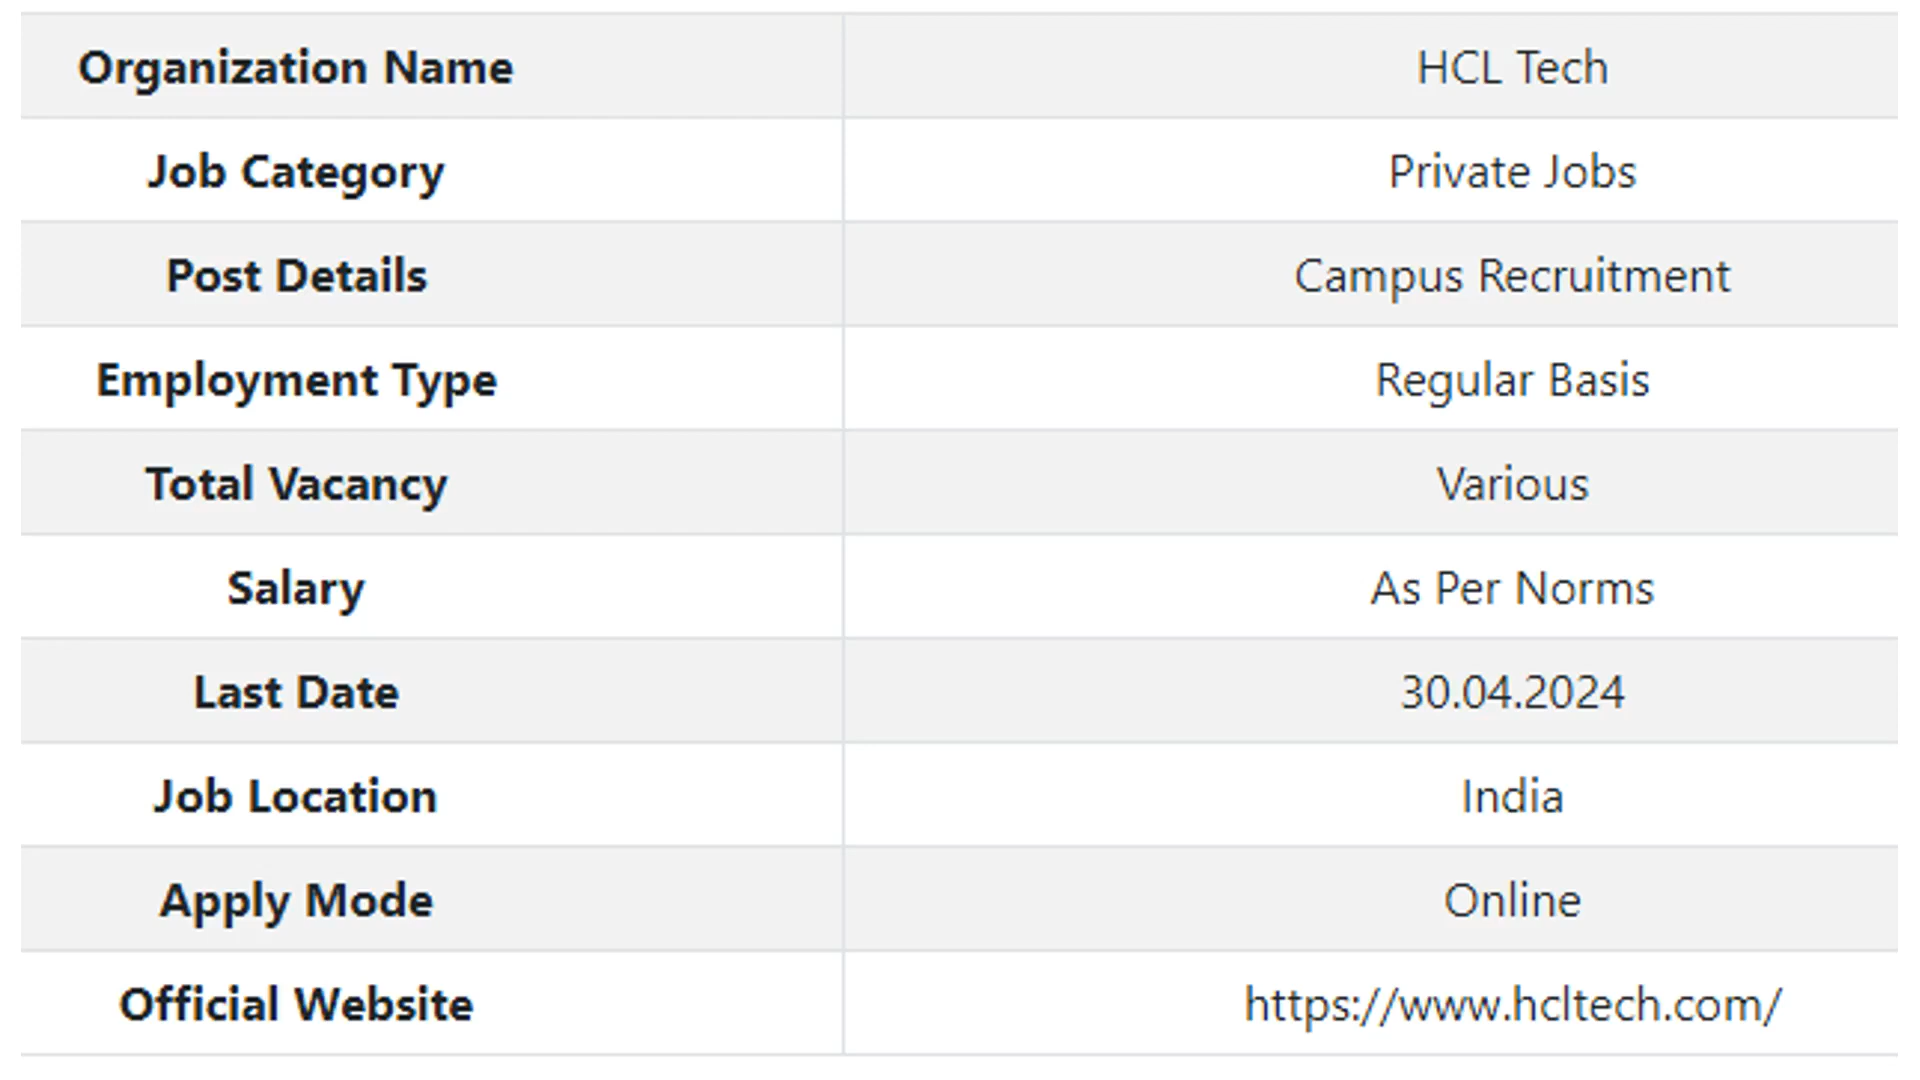 Organization Name HCL Tech
Job Category Private Jobs
Post Details Campus Recruitment
Employment Type Regular Basis
Total Vacancy Various
Salary As Per Norms
Last Date 30.04.2024
Job Location India
Apply Mode Online
Official Website https://www.hcltech.com/